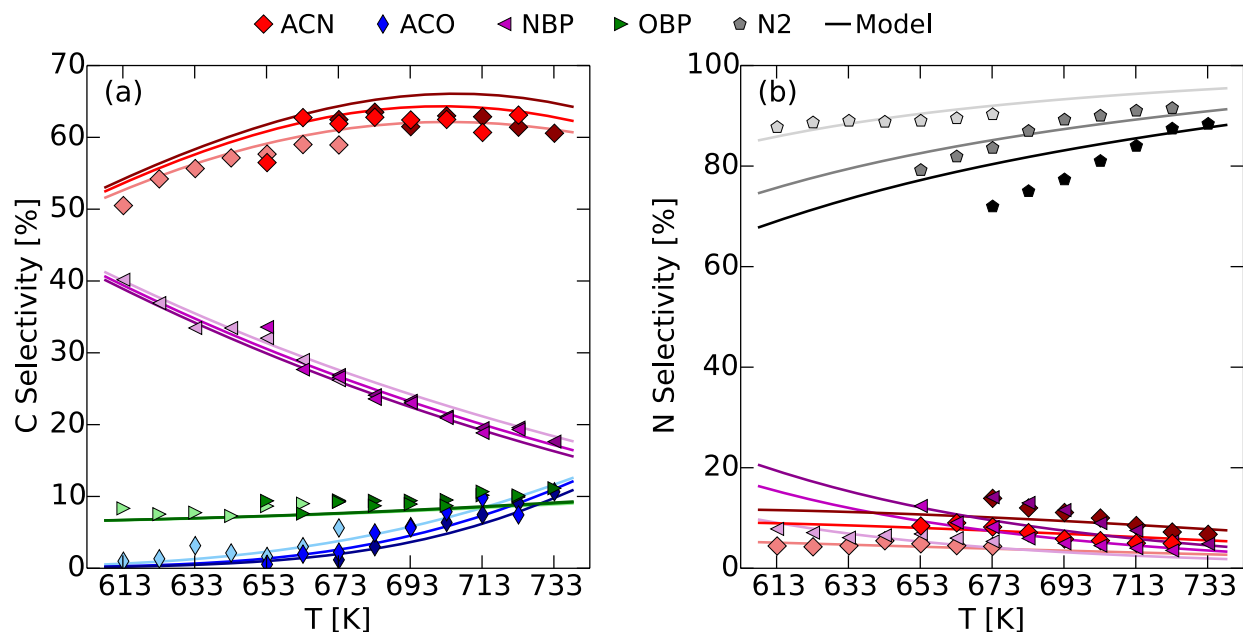 ACN ACO NBP OBP N2 Model
(a)
70
60
50
40
30
20
10
0
C Selectivity [%]
613 633 653 673 693 713 733
T [K]
(b)
100
80
60
40
20
0
N Selectivity [%]
613 633 653 673 693 713 733
T [K]